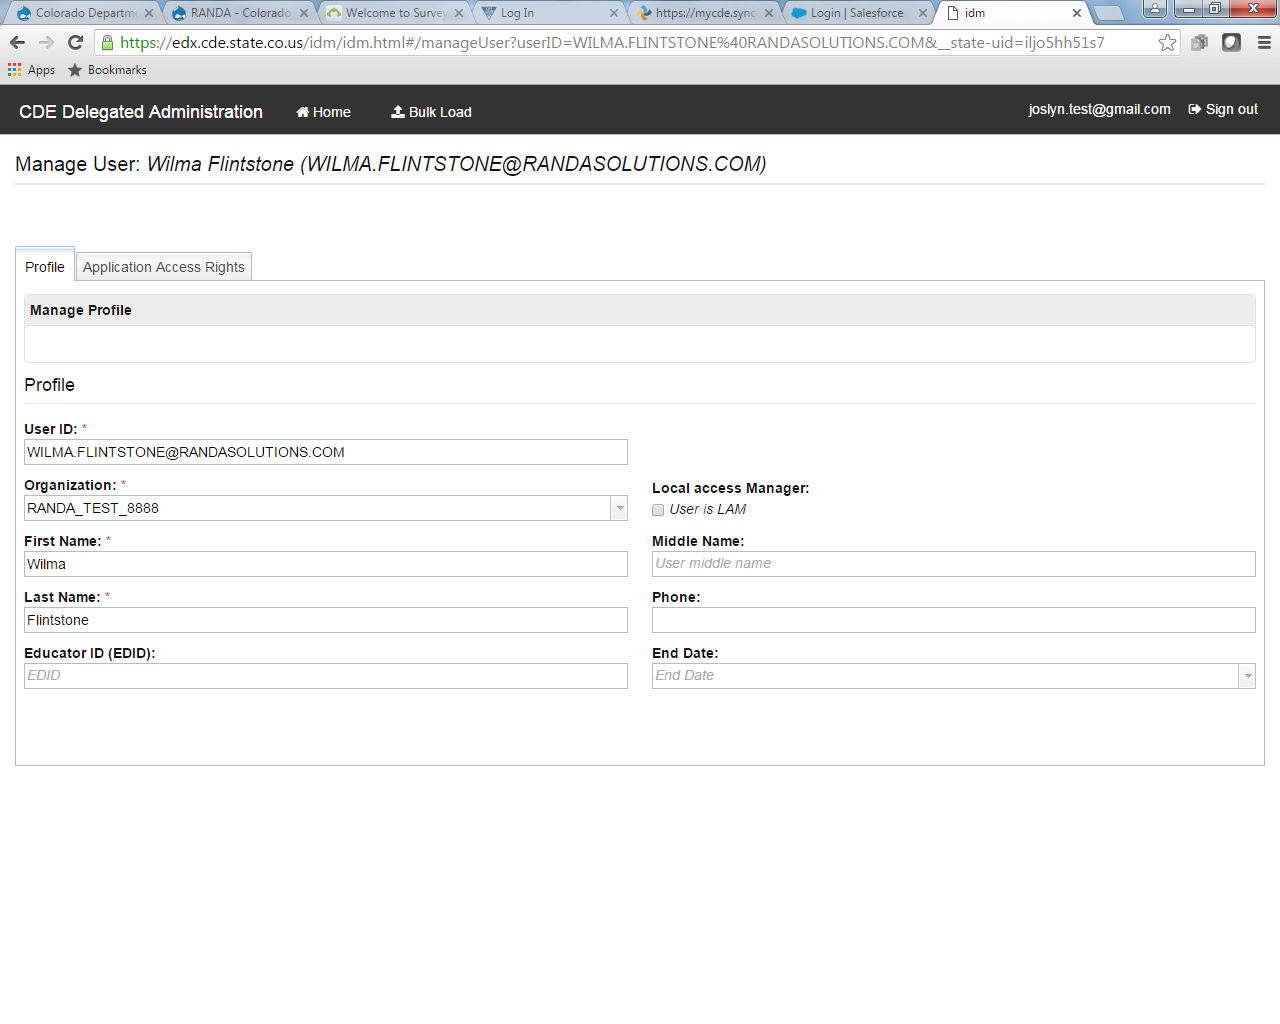 Colorado Departm
RANDA - Colorado
Welcome to Survey
Log In
https://mycde.sync
Login | Salesforce
idm
https://edx.cde.state.co.us/idm/idm.html#/manageUser?userID=WILMA.FLINTSTONE%40RANDASOLUTIONS.COM&__state-uid=iljo5hh51s7
Apps
Bookmarks
CDE Delegated Administration
Home
Bulk Load
joslyn.test@gmail.com
Sign out
Manage User: Wilma Flintstone (WILMA.FLINTSTONE@RANDASOLUTIONS.COM)
Profile
Application Access Rights
Manage Profile
Profile
User ID: *
WILMA.FLINTSTONE@RANDASOLUTIONS.COM
Organization: *
RANDA_TEST_8888
Local access Manager:
User is LAM
First Name: *
Wilma
Middle Name:
User middle name
Last Name: *
Flintstone
Phone:
Educator ID (EDID):
EDID
End Date:
End Date